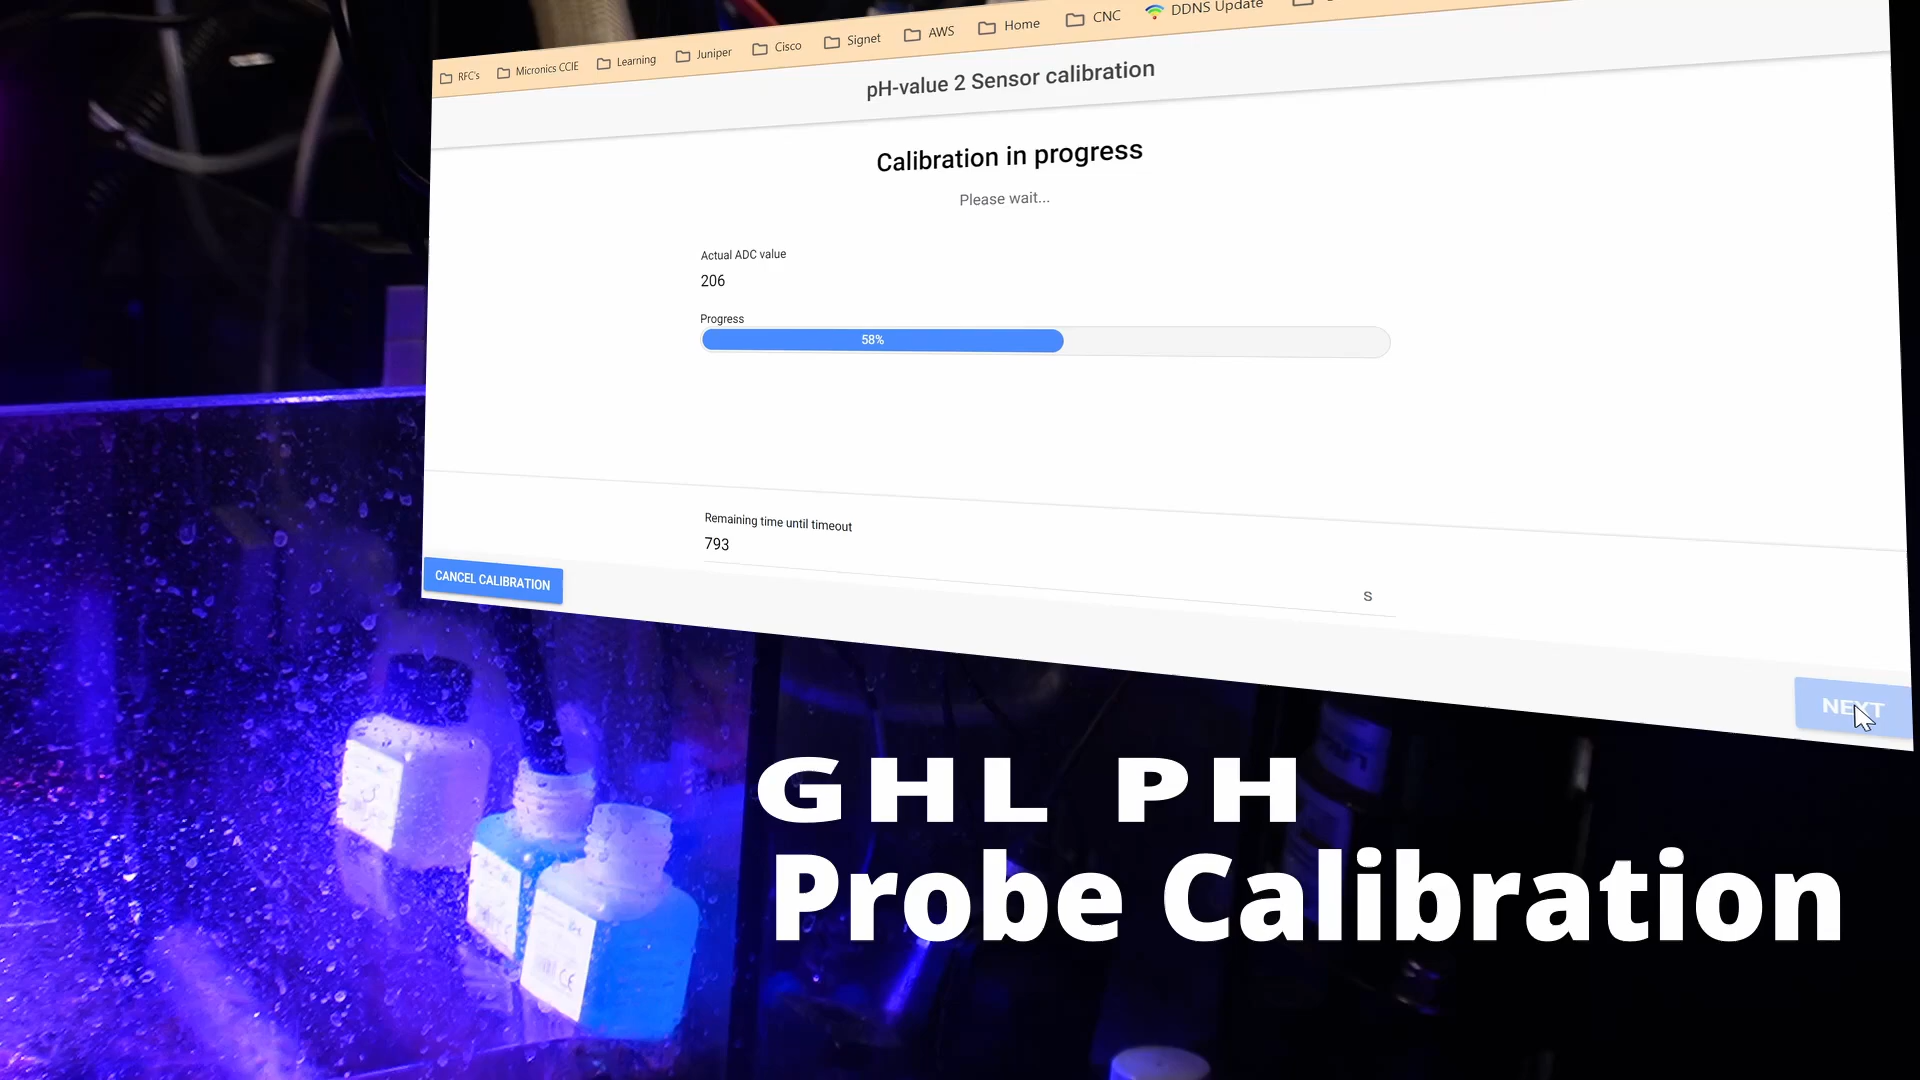 RFC's Micronics CCIE Learning Juniper Cisco Signet AWS Home CNC DDNS Update
pH-value 2 Sensor calibration
Calibration in progress
Please wait...
Actual ADC value
206
Progress
58%
Remaining time until timeout
793
s
CANCEL CALIBRATION
NEXT
GHL PH
Probe Calibration